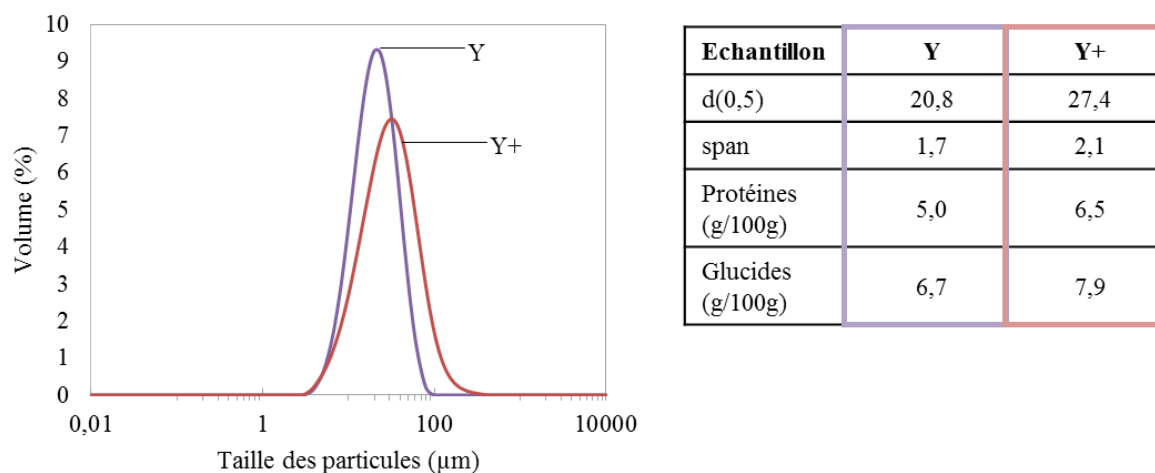 10
9
8
7
6
5
4
3
2
1
0
Volume (%)
Y
Y+
0,01
1
100
10000
Taille des particules (µm)
Echantillon Y Y+
d(0,5) 20,8 27,4
span 1,7 2,1
Protéines
(g/100g) 5,0 6,5
Glucides
(g/100g) 6,7 7,9